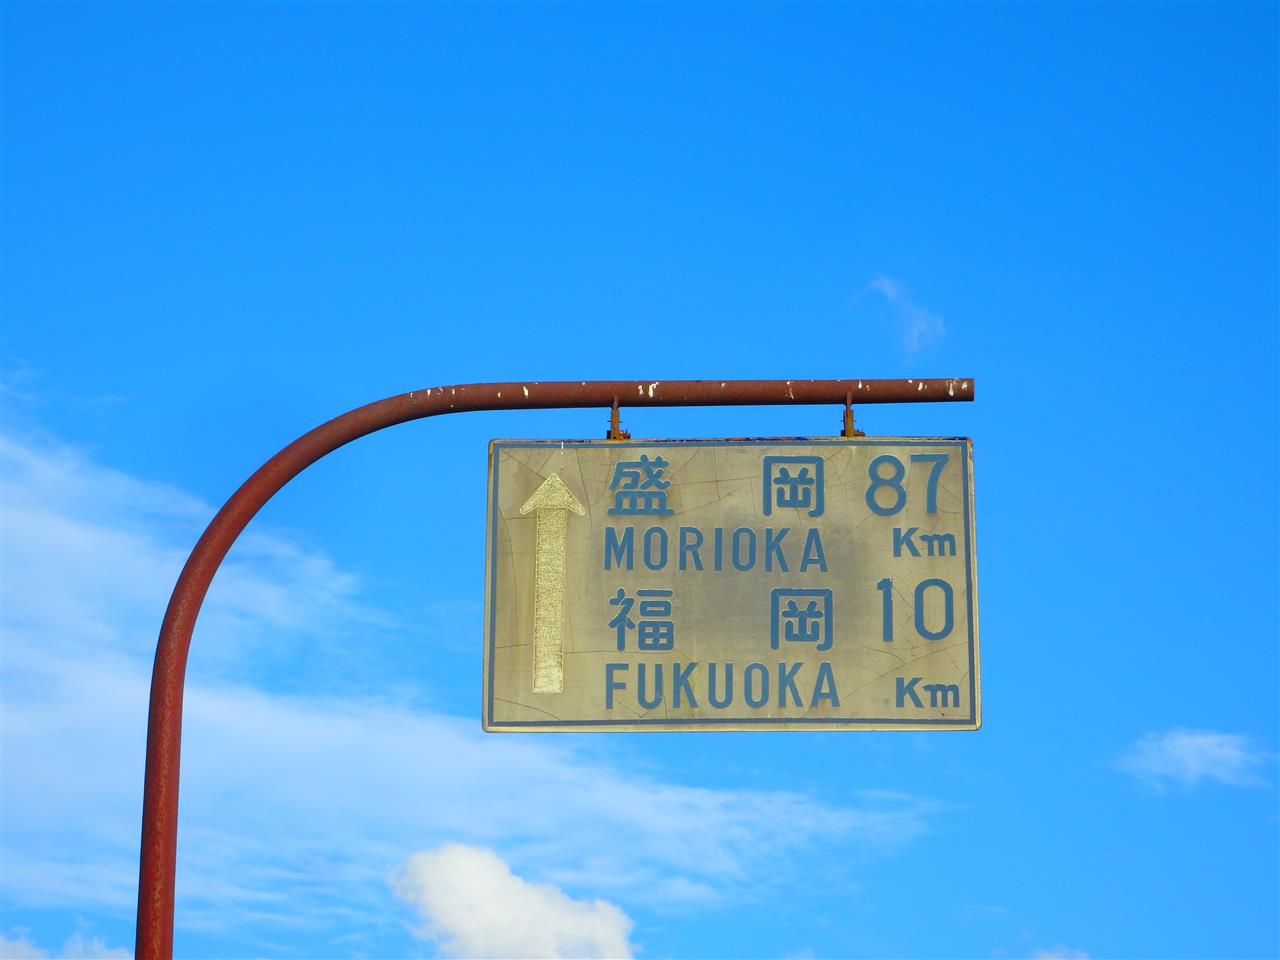 盛岡 87
MORIOKA Km
福岡 10
FUKUOKA Km